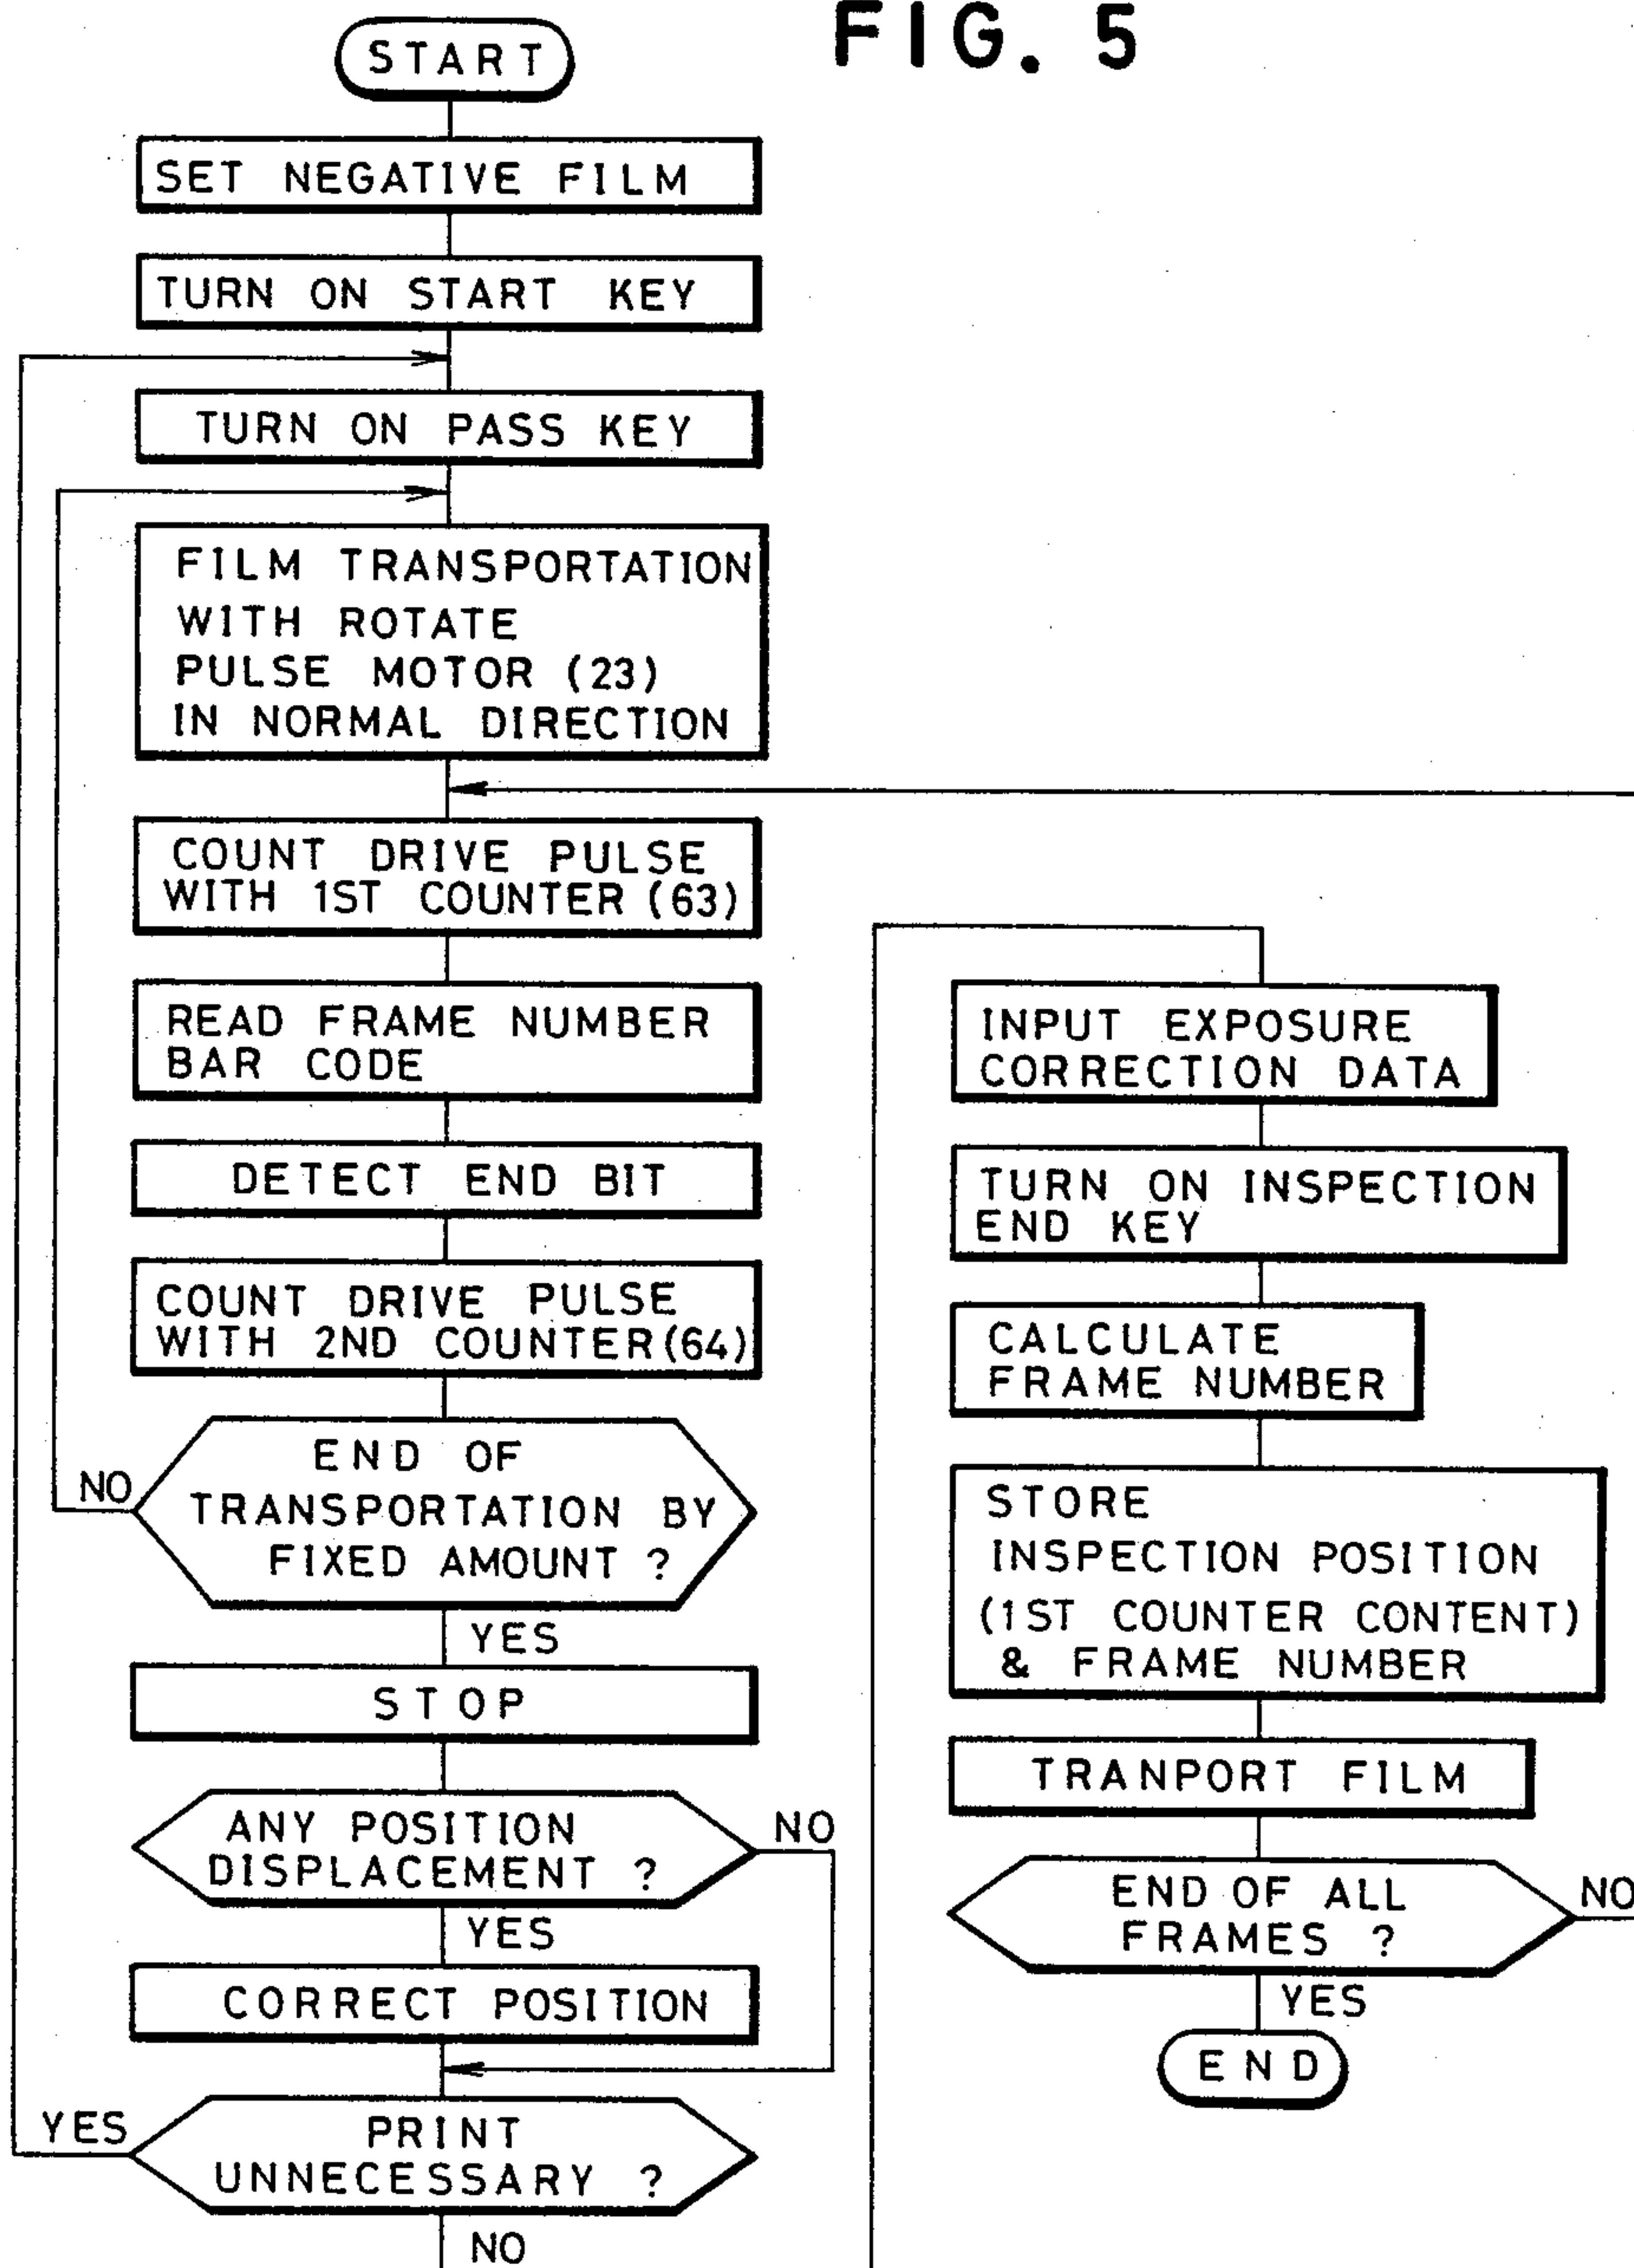 FIG. 5
START
SET NEGATIVE FILM
TURN ON START KEY
TURN ON PASS KEY
FILM TRANSPORTATION
WITH ROTATE
PULSE MOTOR (23)
IN NORMAL DIRECTION
COUNT DRIVE PULSE
WITH 1ST COUNTER (63)
READ FRAME NUMBER
BAR CODE
DETECT END BIT
COUNT DRIVE PULSE
WITH 2ND COUNTER (64)
END OF
TRANSPORTATION BY
FIXED AMOUNT ?
NO
YES
STOP
ANY POSITION
DISPLACEMENT ?
NO
YES
CORRECT POSITION
PRINT
UNNECESSARY ?
YES
NO
INPUT EXPOSURE
CORRECTION DATA
TURN ON INSPECTION
END KEY
CALCULATE
FRAME NUMBER
STORE
INSPECTION POSITION
(1ST COUNTER CONTENT)
& FRAME NUMBER
TRANPORT FILM
END OF ALL
FRAMES ?
NO
YES
END